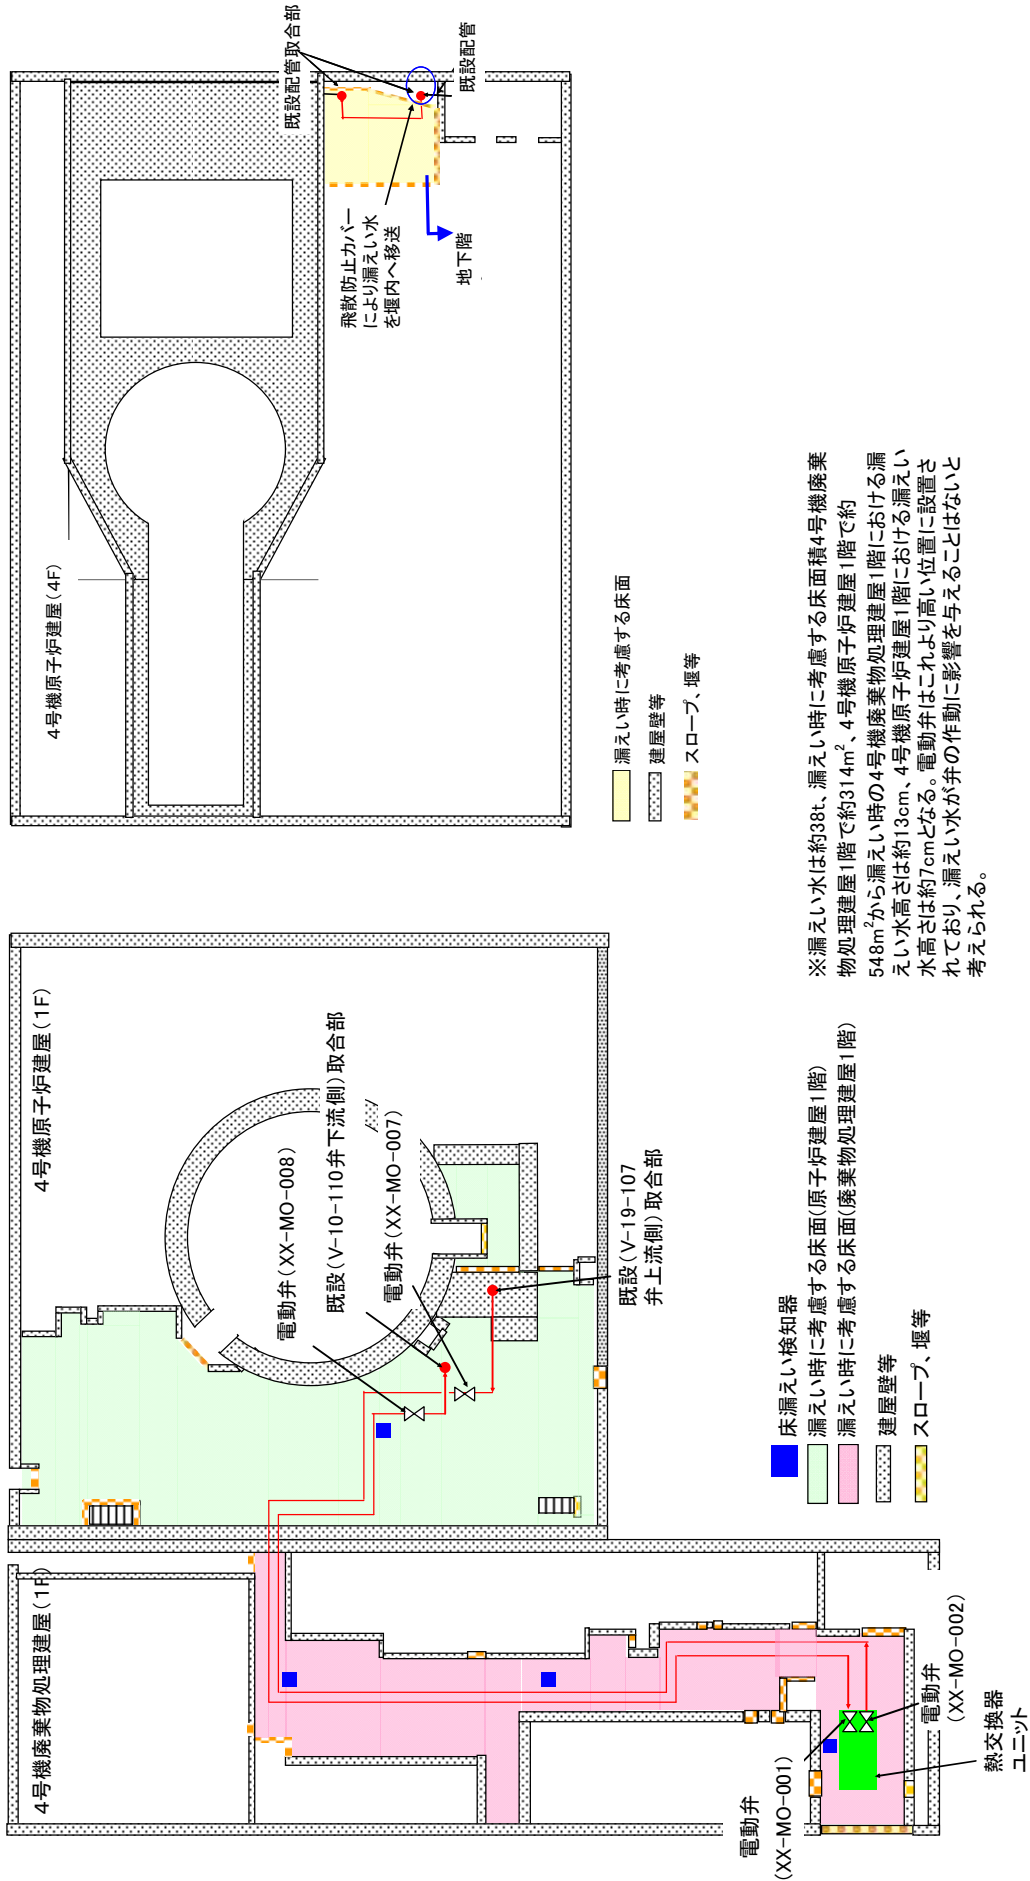 4号機廃棄物処理建屋(1F)
電動弁
(XX-MO-001)
電動弁
(XX-MO-002)
熱交換器
ユニット
4号機原子炉建屋(1F)
電動弁(XX-MO-008)
既設(V-10-110弁下流側)取合部
電動弁(XX-MO-007)
既設(V-19-107
弁上流側)取合部
床漏えい検知器
漏えい時に考慮する床面(原子炉建屋1階)
漏えい時に考慮する床面(廃棄物処理建屋1階)
建屋壁等
スロープ、堰等
4号機原子炉建屋(4F)
既設配管取合部
既設配管
飛散防止カバー
により漏えい水
を堰内へ移送
地下階
漏えい時に考慮する床面
建屋壁等
スロープ、堰等
※漏えい水は約38t、漏えい時に考慮する床面積4号機廃棄
物処理建屋1階で約314m²、4号機原子炉建屋1階で約
548m²から漏えい時の4号機廃棄物処理建屋1階における漏
えい水高さは約13cm、4号機原子炉建屋1階における漏えい
水高さは約7cmとなる。電動弁はこれより高い位置に設置さ
れており、漏えい水が弁の作動に影響を与えることはないと
考えられる。